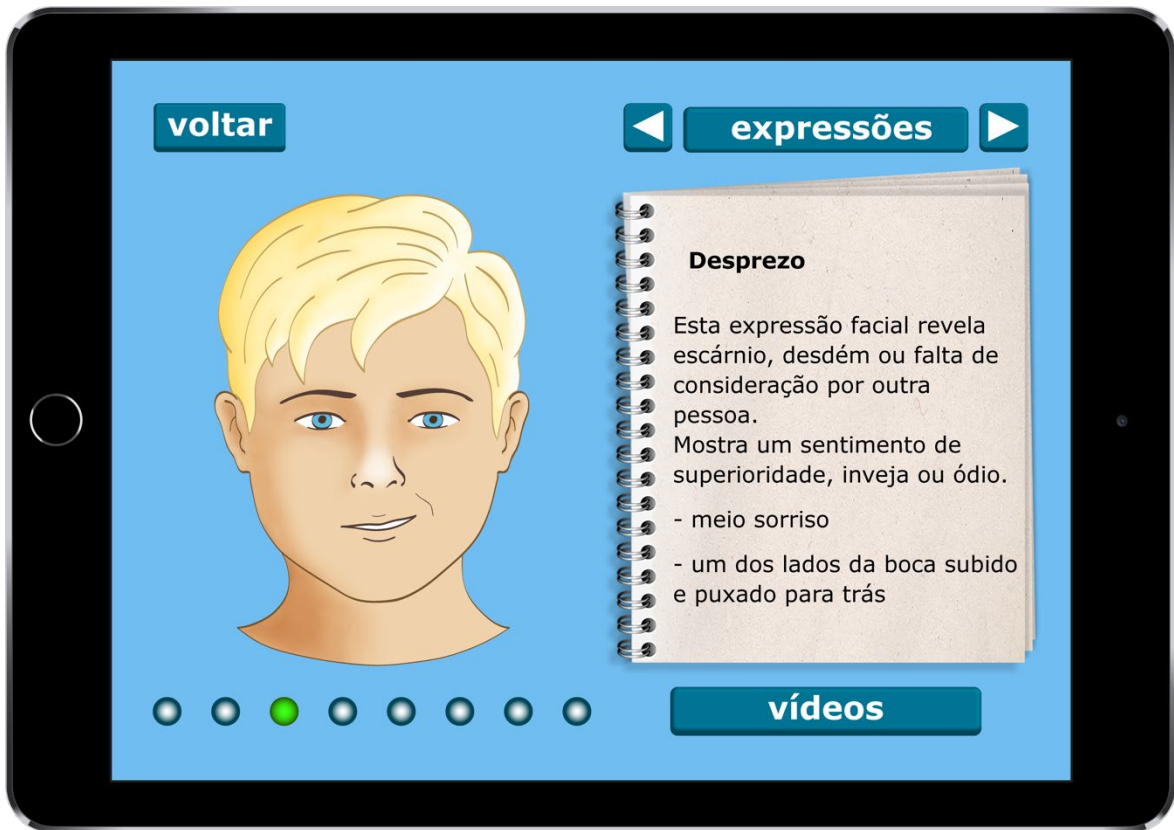 voltar
expressões
Desprezo
Esta expressão facial revela
escárnio, desdém ou falta de
consideração por outra
pessoa.
Mostra um sentimento de
superioridade, inveja ou ódio.
- meio sorriso
- um dos lados da boca subido
e puxado para trás
vídeos